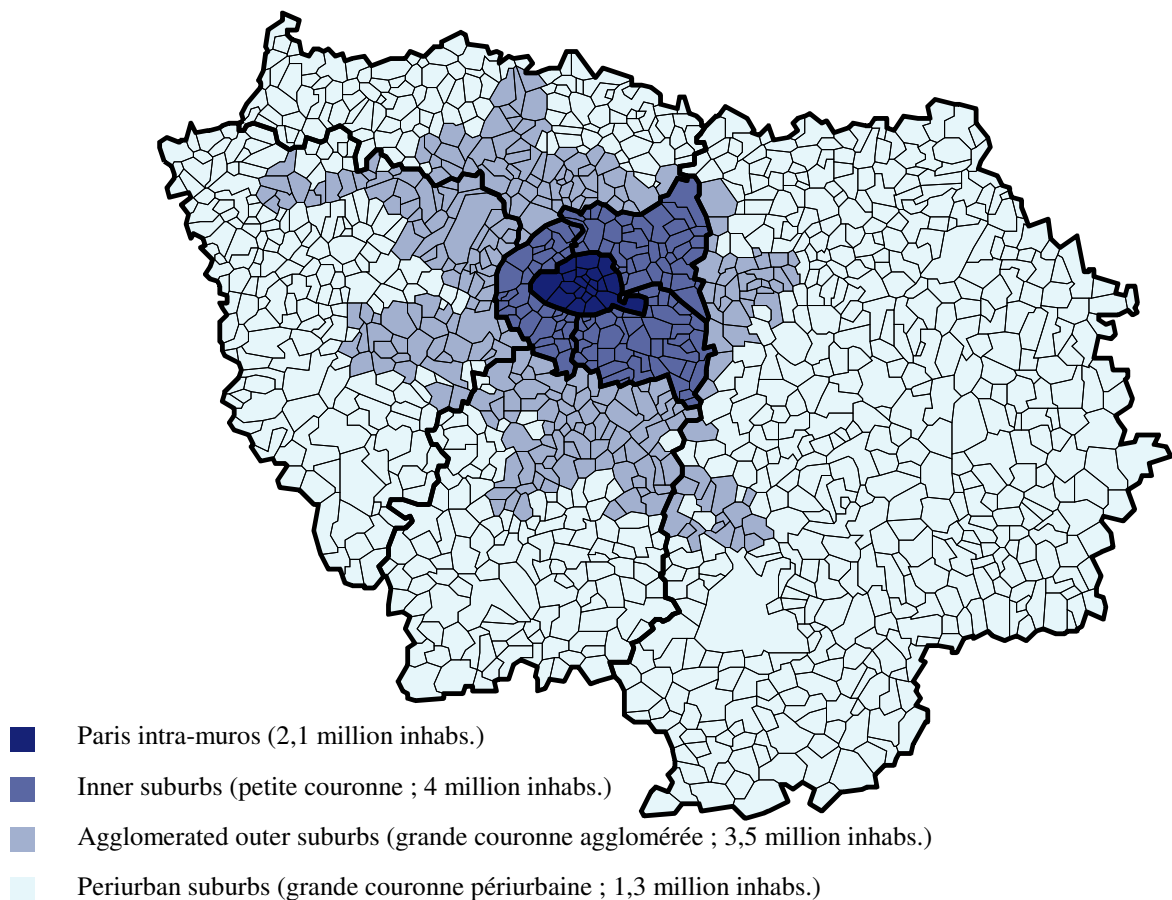 Paris intra-muros (2,1 million inhabs.)
Inner suburbs (petite couronne ; 4 million inhabs.)
Agglomerated outer suburbs (grande couronne agglomérée ; 3,5 million inhabs.)
Periurban suburbs (grande couronne périurbaine ; 1,3 million inhabs.)